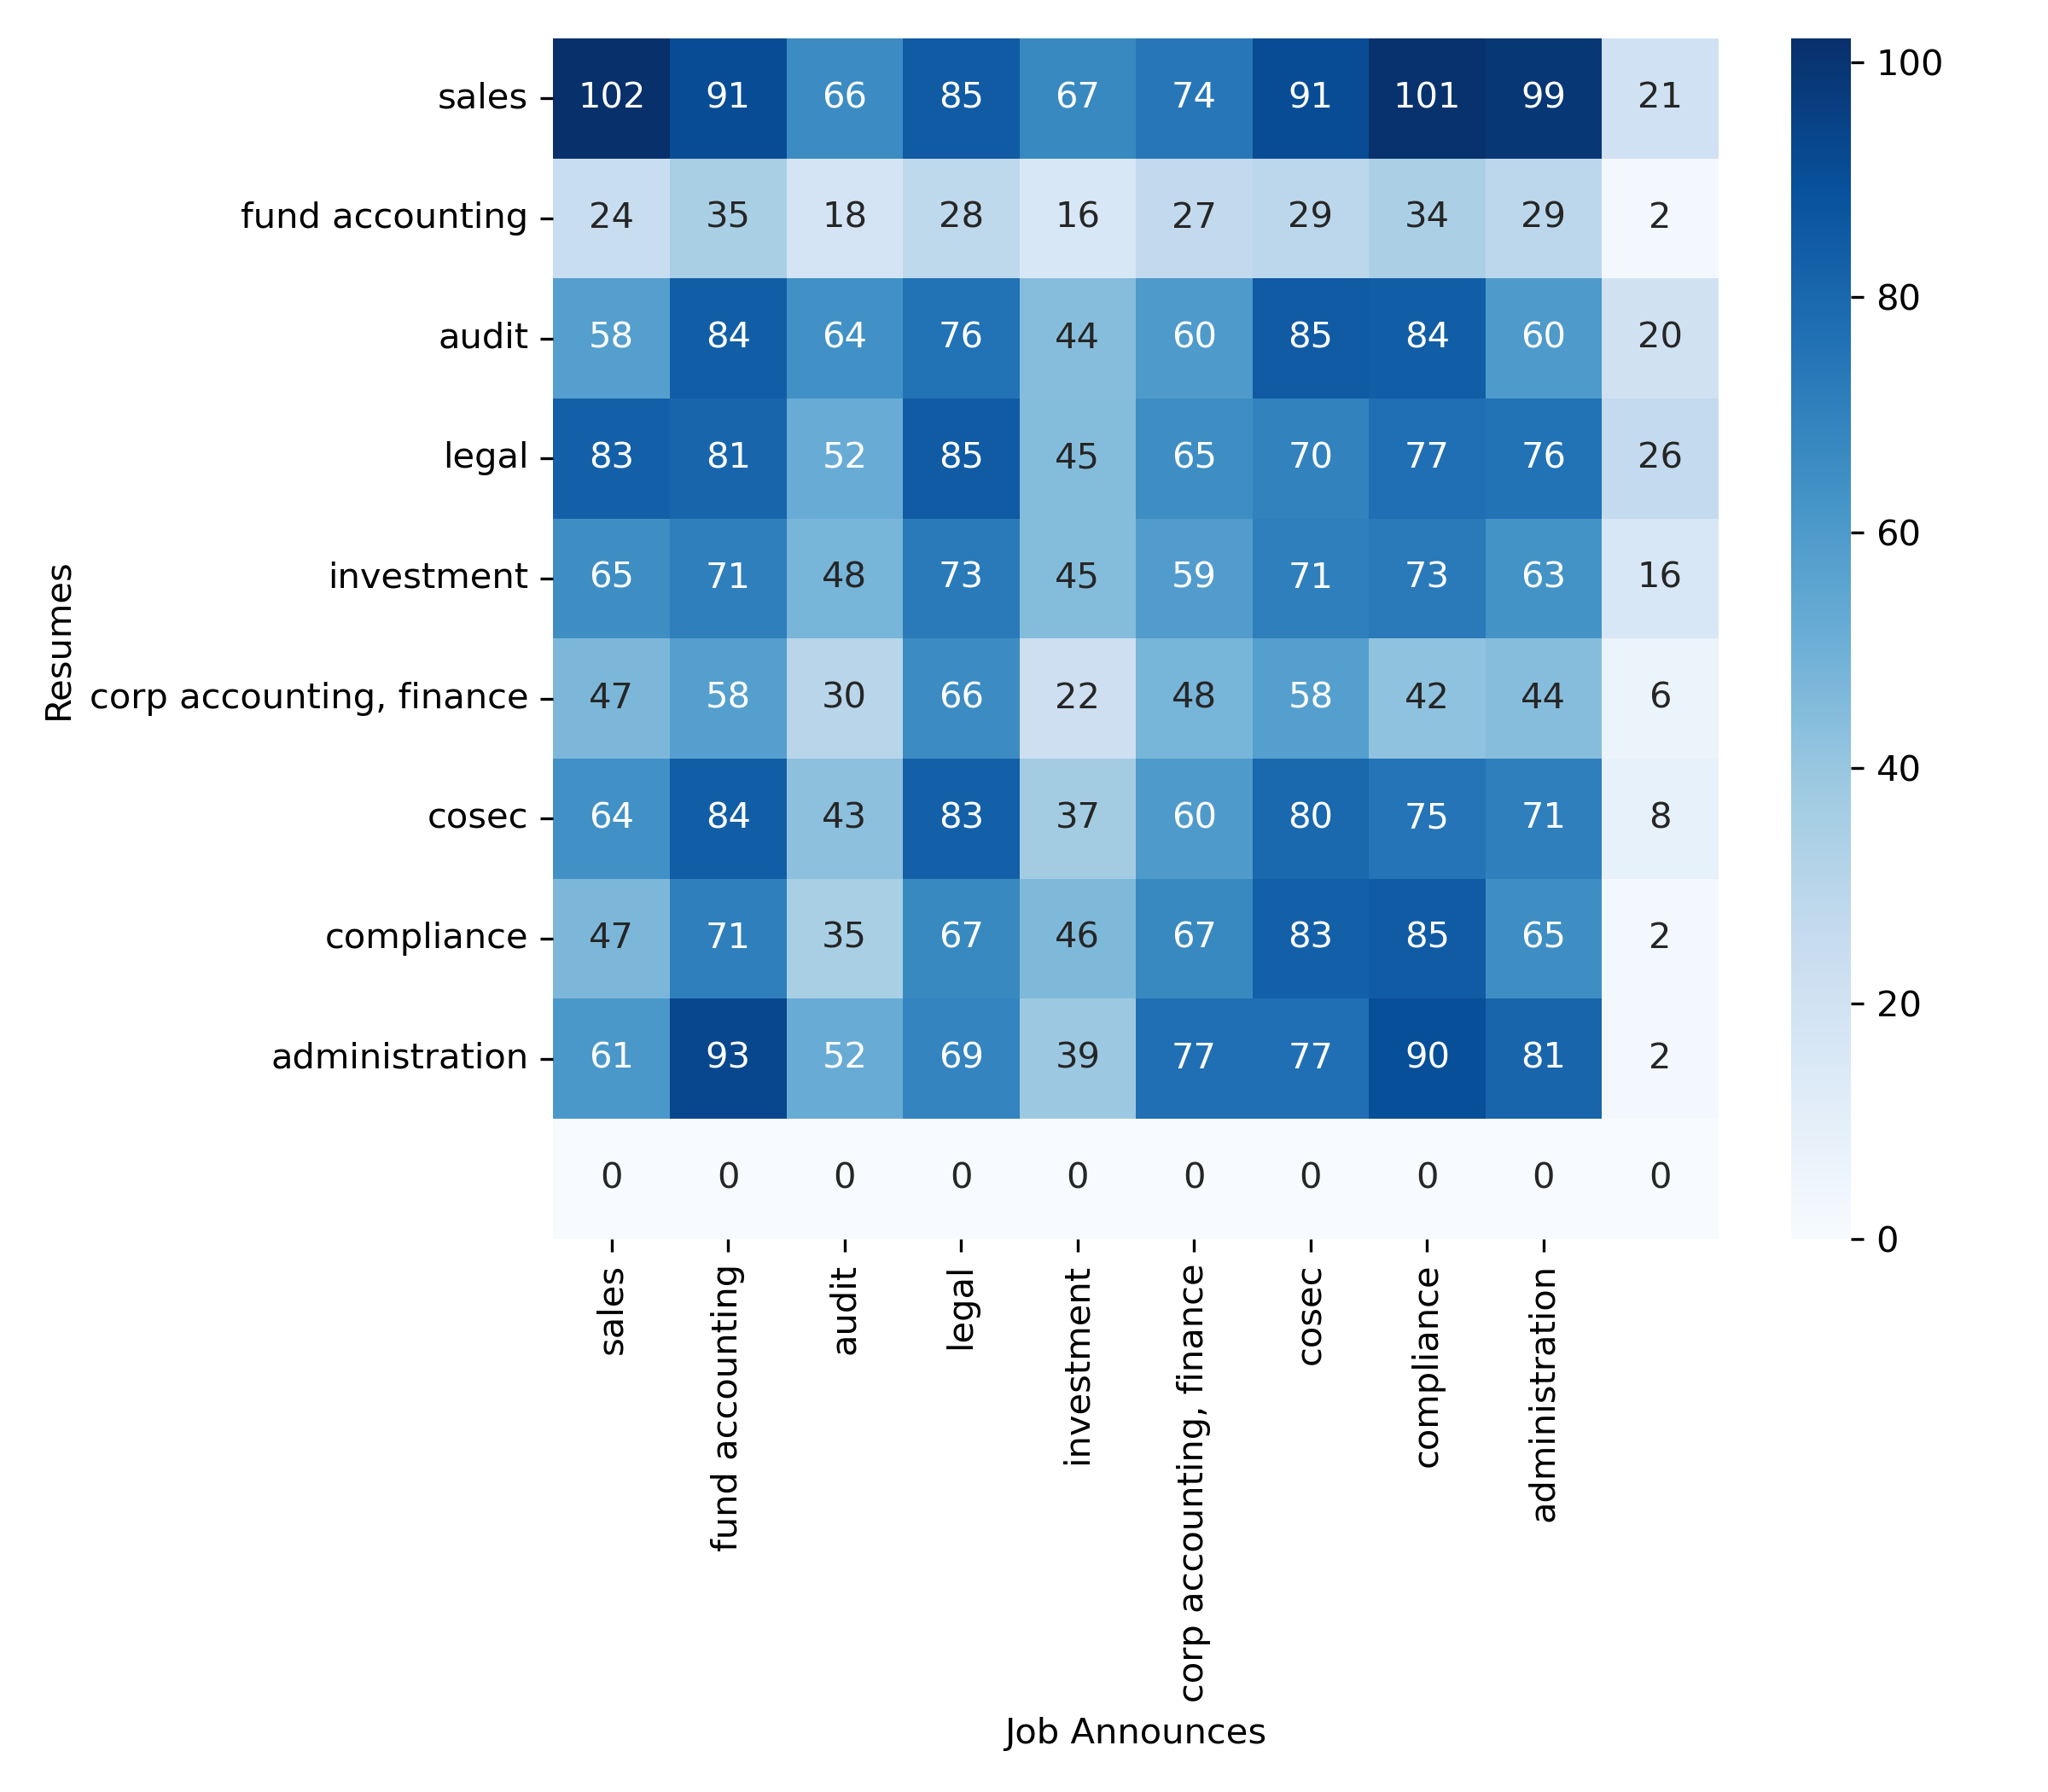 sales 102 91 66 85 67 74 91 101 99 21
fund accounting 24 35 18 28 16 27 29 34 29 2
audit 58 84 64 76 44 60 85 84 60 20
legal 83 81 52 85 45 65 70 77 76 26
investment 65 71 48 73 45 59 71 73 63 16
corp accounting, finance 47 58 30 66 22 48 58 42 44 6
cosec 64 84 43 83 37 60 80 75 71 8
compliance 47 71 35 67 46 67 83 85 65 2
administration 61 93 52 69 39 77 77 90 81 2
0 0 0 0 0 0 0 0 0 0
Resumes
sales
fund accounting
audit
legal
investment
corp accounting, finance
cosec
compliance
administration
Job Announces
100
80
60
40
20
0